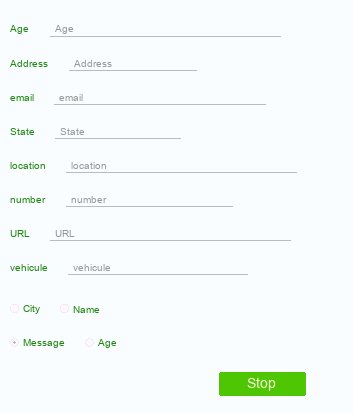 Age Age
Address Address
email email
State State
location location
number number
URL URL
vehicule vehicule
City Name
Message Age
Stop